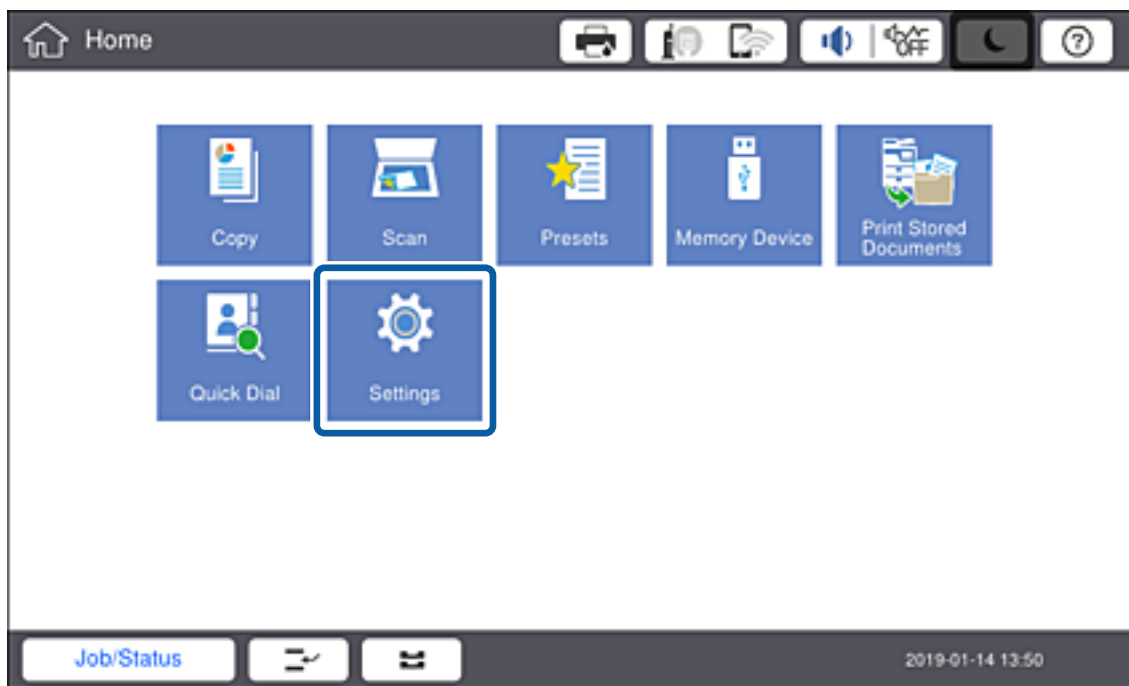 Home
OFF
?
Copy
Scan
Presets
Memory Device
Print Stored
Documents
Quick Dial
Settings
Job/Status
2019-01-14 13:50